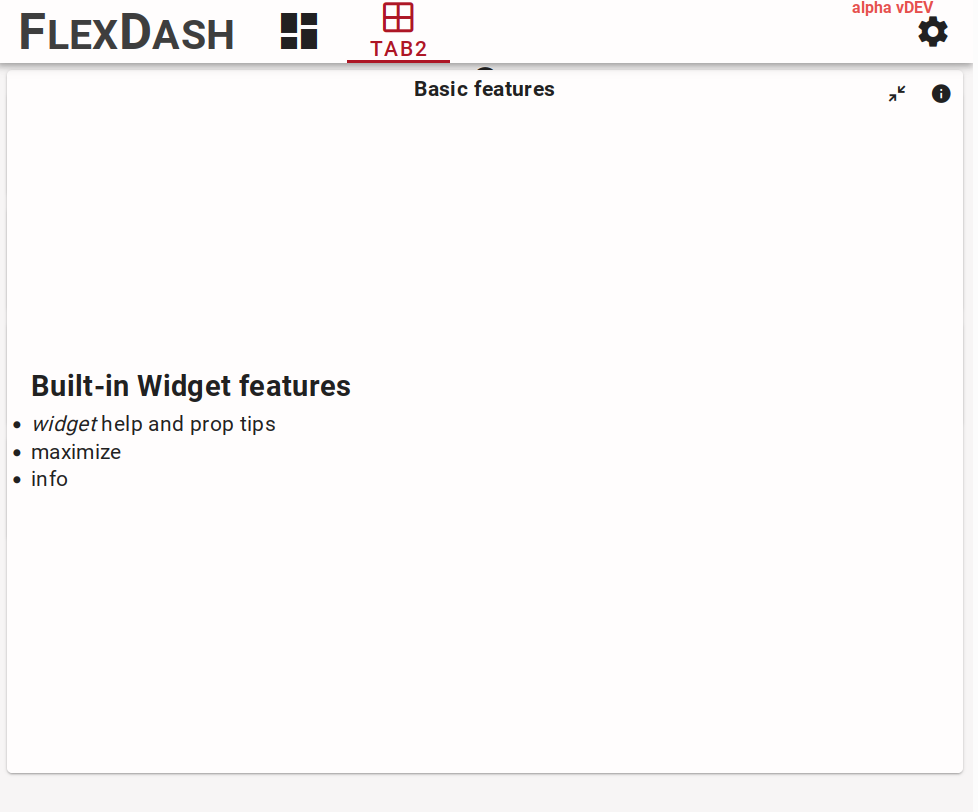 FLEXDASH
TAB2
alpha vDEV
Basic features
Built-in Widget features
widget help and prop tips
maximize
info